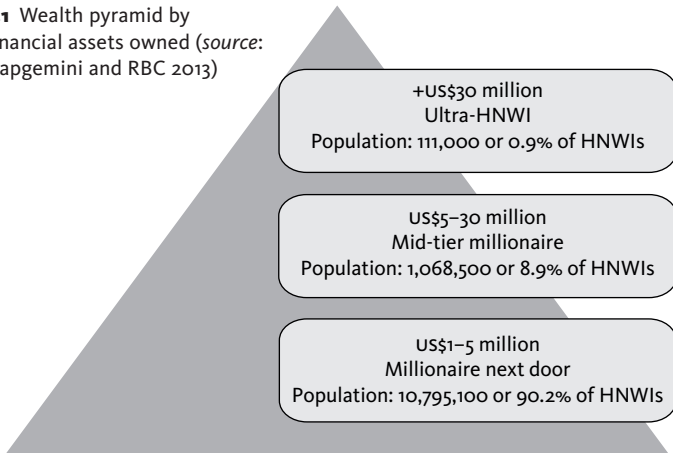 1 Wealth pyramid by
nancial assets owned (source:
apgemini and RBC 2013)
+US$30 million
Ultra-HNWI
Population: 111,000 or 0.9% of HNWIs
US$5–30 million
Mid-tier millionaire
Population: 1,068,500 or 8.9% of HNWIs
US$1–5 million
Millionaire next door
Population: 10,795,100 or 90.2% of HNWIs